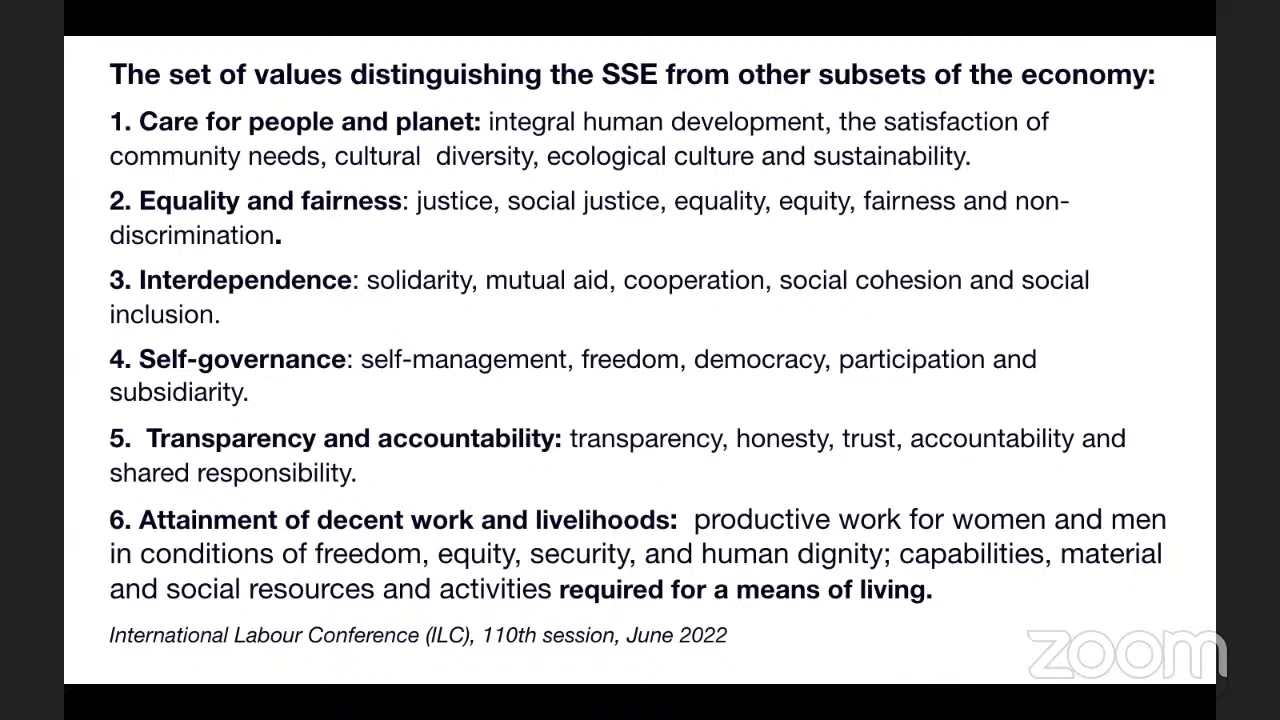 The set of values distinguishing the SSE from other subsets of the economy:
1. Care for people and planet: integral human development, the satisfaction of
community needs, cultural  diversity, ecological culture and sustainability.
2. Equality and fairness: justice, social justice, equality, equity, fairness and non-
discrimination.
3. Interdependence: solidarity, mutual aid, cooperation, social cohesion and social
inclusion.
4. Self-governance: self-management, freedom, democracy, participation and
subsidiarity.
5.  Transparency and accountability: transparency, honesty, trust, accountability and
shared responsibility.
6. Attainment of decent work and livelihoods:  productive work for women and men
in conditions of freedom, equity, security, and human dignity; capabilities, material
and social resources and activities required for a means of living.
International Labour Conference (ILC), 110th session, June 2022
zoom